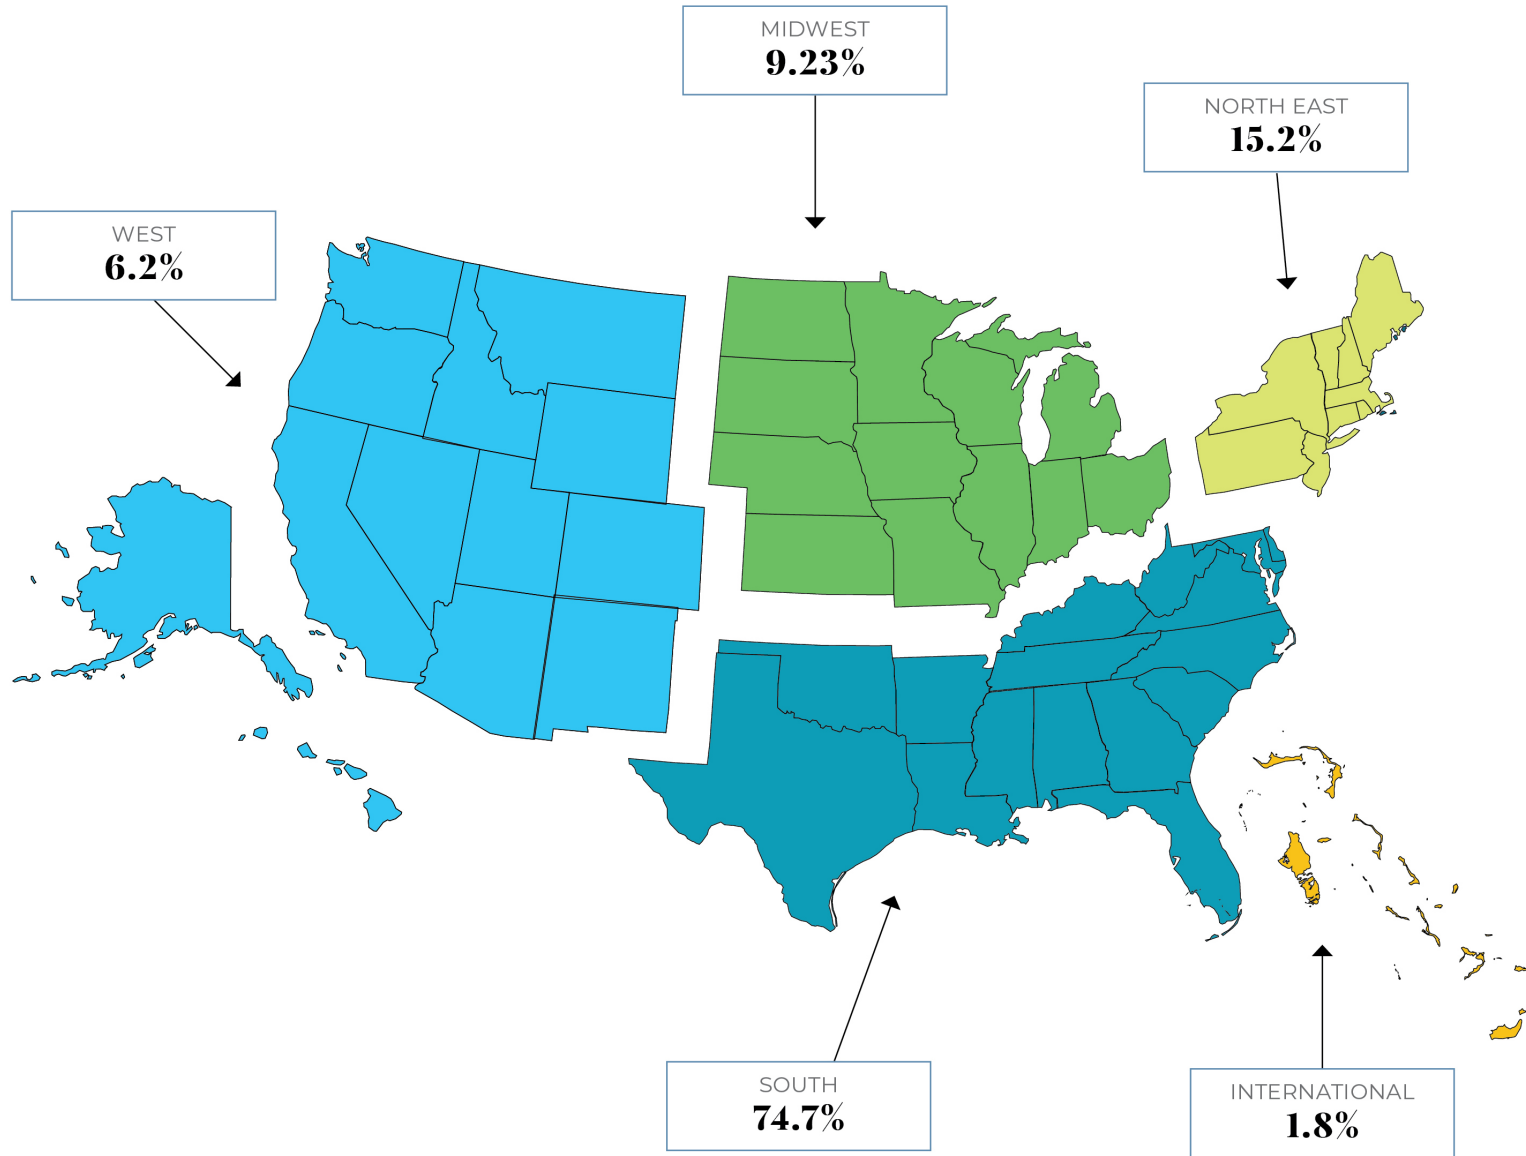 MIDWEST
9.23%
NORTH EAST
15.2%
WEST
6.2%
SOUTH
74.7%
INTERNATIONAL
1.8%